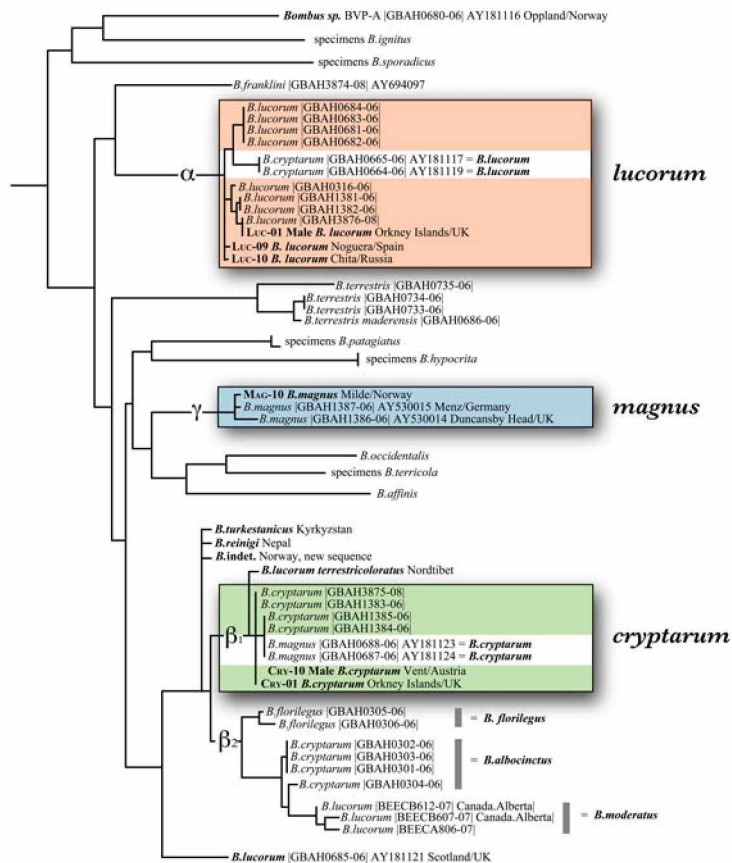 Bombus sp. BVP-A |GBAH0680-06| AY181116 Oppland/Norway
specimens B.ignitus
specimens B.sporadicus
B.franklini |GBAH3874-08| AY694097
B.lucorum |GBAH0684-06|
B.lucorum |GBAH0683-06|
B.lucorum |GBAH0681-06|
B.lucorum |GBAH0682-06|
B.cryptarum |GBAH0665-06| AY181117 = B.lucorum
B.cryptarum |GBAH0664-06| AY181119 = B.lucorum
α
lucorum
B.lucorum |GBAH0316-06|
B.lucorum |GBAH1381-06|
B.lucorum |GBAH1382-06|
B.lucorum |GBAH3876-08|
LUC-01 Male B. lucorum Orkney Islands/UK
LUC-09 B. lucorum Noguera/Spain
LUC-10 B. lucorum Chita/Russia
B.terrestris |GBAH0735-06|
B.terrestris |GBAH0734-06|
B.terrestris |GBAH0733-06|
B.terrestris maderensis |GBAH0686-06|
specimens B.patagiatus
specimens B.hypocrita
MAG-10 B.magnus Milde/Norway
γ B.magnus |GBAH1387-06| AY530015 Menz/Germany
magnus
B.magnus |GBAH1386-06| AY530014 Duncansby Head/UK
B.occidentalis
specimens B.terricola
B.affinis
B.turkestanicus Kyrkyzstan
B.reinigi Nepal
B.indet. Norway, new sequence
B.lucorum terrestricoloratus Nordtibet
B.cryptarum |GBAH3875-08|
B.cryptarum |GBAH1383-06|
B.cryptarum |GBAH1385-06|
B.cryptarum |GBAH1384-06|
β1
cryptarum
B.magnus |GBAH0688-06| AY181123 = B.cryptarum
B.magnus |GBAH0687-06| AY181124 = B.cryptarum
CRY-10 Male B.cryptarum Vent/Austria
CRY-01 B.cryptarum Orkney Islands/UK
B.florilegus |GBAH0305-06|
B.florilegus |GBAH0306-06|
= B. florilegus
β2
B.cryptarum |GBAH0302-06|
B.cryptarum |GBAH0303-06|
B.cryptarum |GBAH0301-06|
B.cryptarum |GBAH0304-06|
= B.albocinctus
B.lucorum |BEECB612-07| Canada.Alberta|
B.lucorum |BEECB607-07| Canada.Alberta|
B.lucorum |BEECA806-07|
= B.moderatus
B.lucorum |GBAH0685-06| AY181121 Scotland/UK